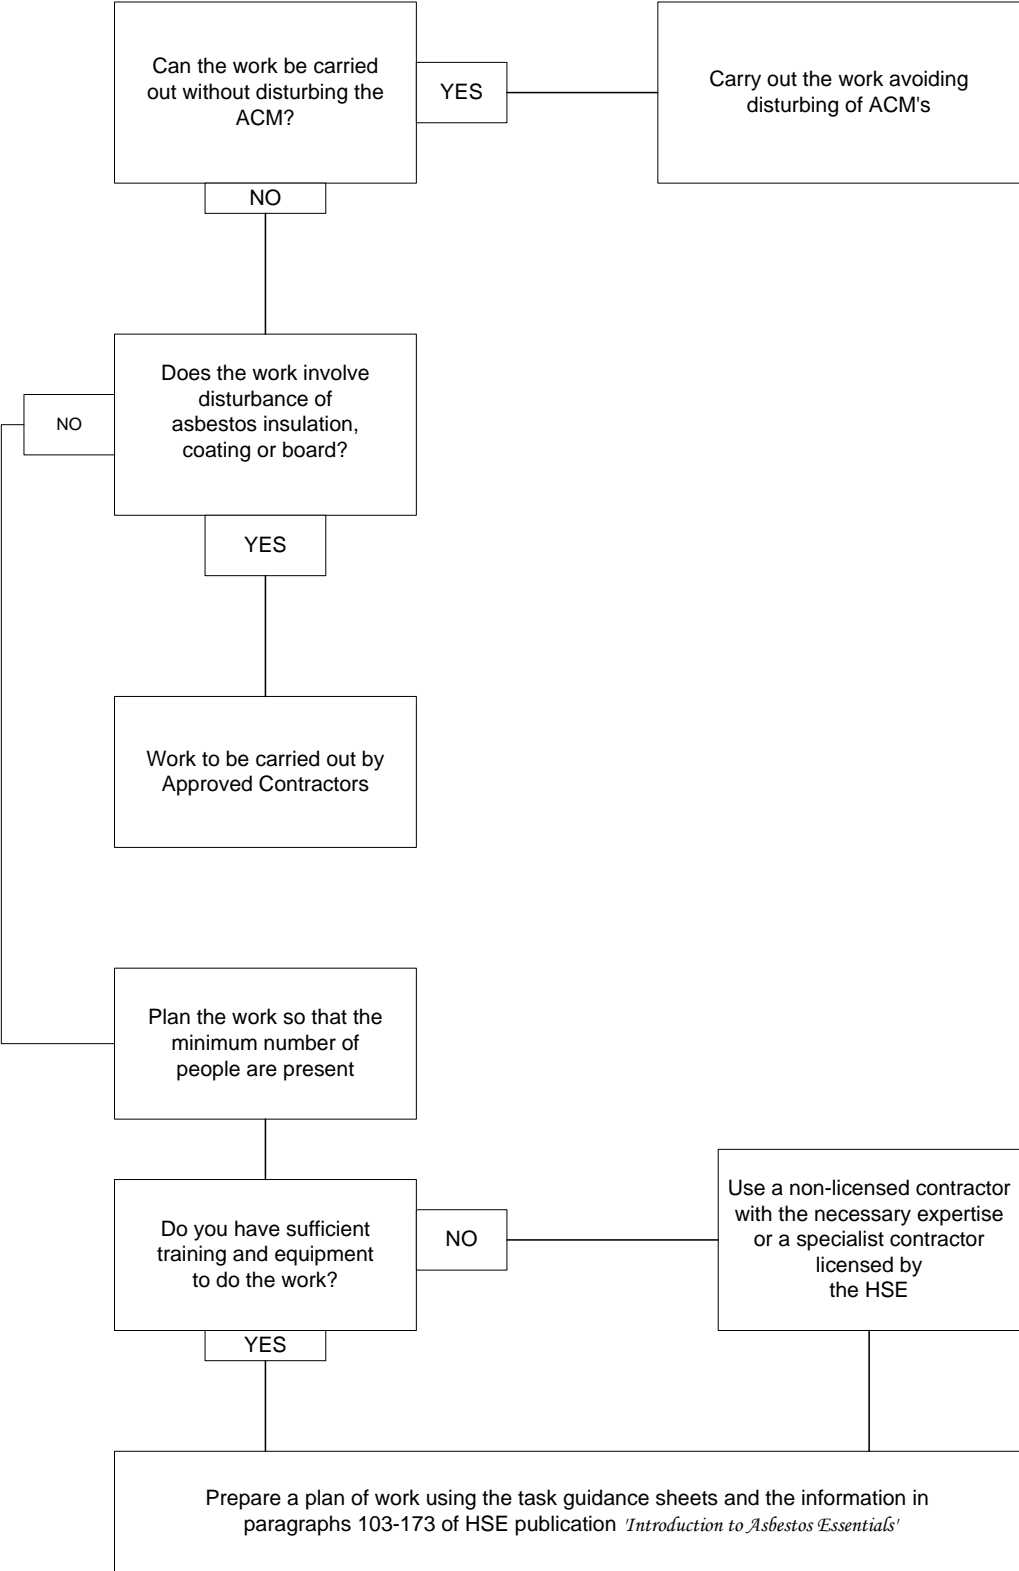 Can the work be carried
out without disturbing the
ACM?
YES
Carry out the work avoiding
disturbing of ACM's
NO
Does the work involve
disturbance of
asbestos insulation,
coating or board?
NO
YES
Work to be carried out by
Approved Contractors
Plan the work so that the
minimum number of
people are present
Do you have sufficient
training and equipment
to do the work?
NO
Use a non-licensed contractor
with the necessary expertise
or a specialist contractor
licensed by
the HSE
YES
Prepare a plan of work using the task guidance sheets and the information in
paragraphs 103-173 of HSE publication 'Introduction to Asbestos Essentials'